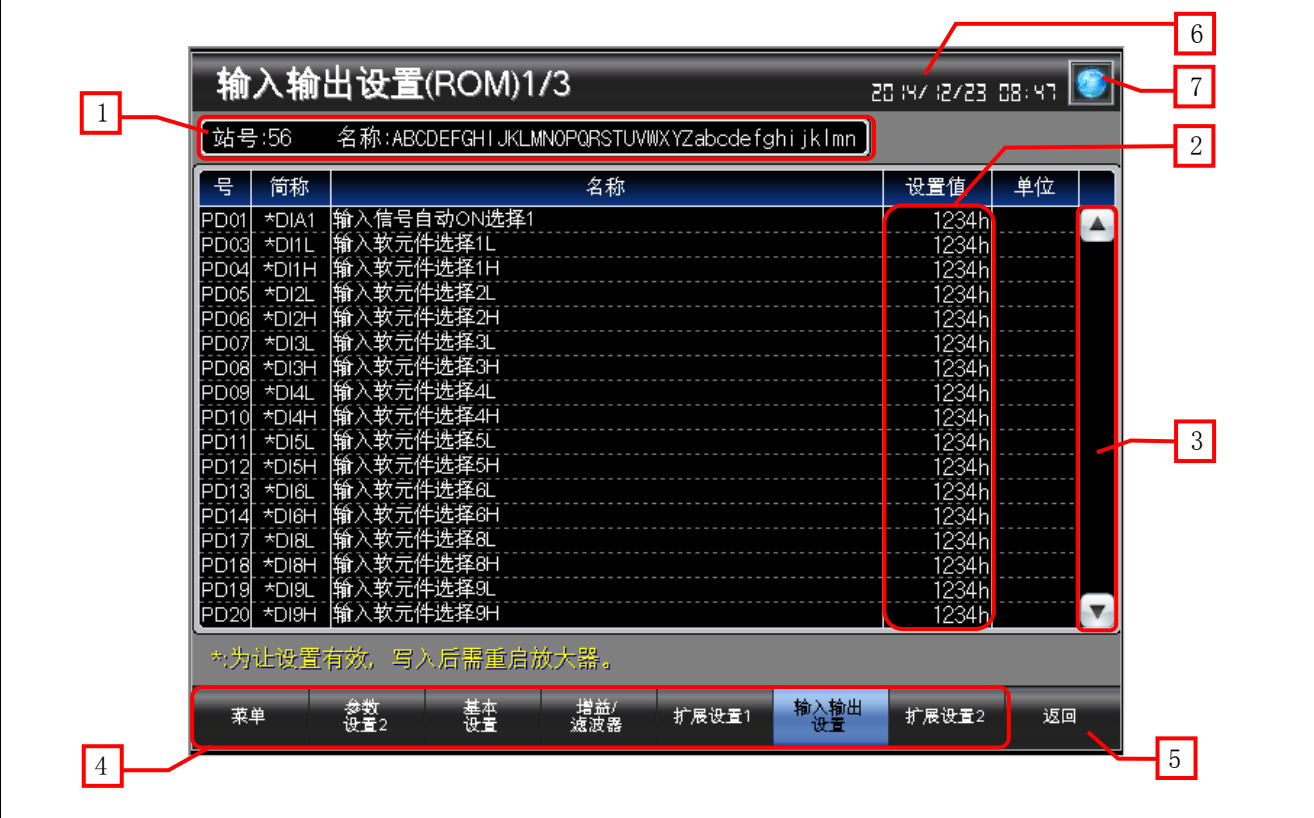 6
输入输出设置(ROM)1/3
2014/12/23 08:47
7
1
站号:56 名称:ABCDEFGHIJKLMNOPQRSTUVWXYZabcdefghijklmn
2
号 简称 名称 设置值 单位
PD01 *DIA1 输入信号自动ON选择1 1234h
PD03 *DI1L 输入软元件选择1L 1234h
PD04 *DI1H 输入软元件选择1H 1234h
PD05 *DI2L 输入软元件选择2L 1234h
PD06 *DI2H 输入软元件选择2H 1234h
PD07 *DI3L 输入软元件选择3L 1234h
PD08 *DI3H 输入软元件选择3H 1234h
PD09 *DI4L 输入软元件选择4L 1234h
PD10 *DI4H 输入软元件选择4H 1234h
PD11 *DI5L 输入软元件选择5L 1234h
3
PD12 *DI5H 输入软元件选择5H 1234h
PD13 *DI6L 输入软元件选择6L 1234h
PD14 *DI6H 输入软元件选择6H 1234h
PD17 *DI8L 输入软元件选择8L 1234h
PD18 *DI8H 输入软元件选择8H 1234h
PD19 *DI9L 输入软元件选择9L 1234h
PD20 *DI9H 输入软元件选择9H 1234h
*:为让设置有效，写入后需重启放大器。
菜单
参数
设置2
基本
设置
增益/
滤波器
扩展设置1
输入输出
设置
扩展设置2
返回
4
5